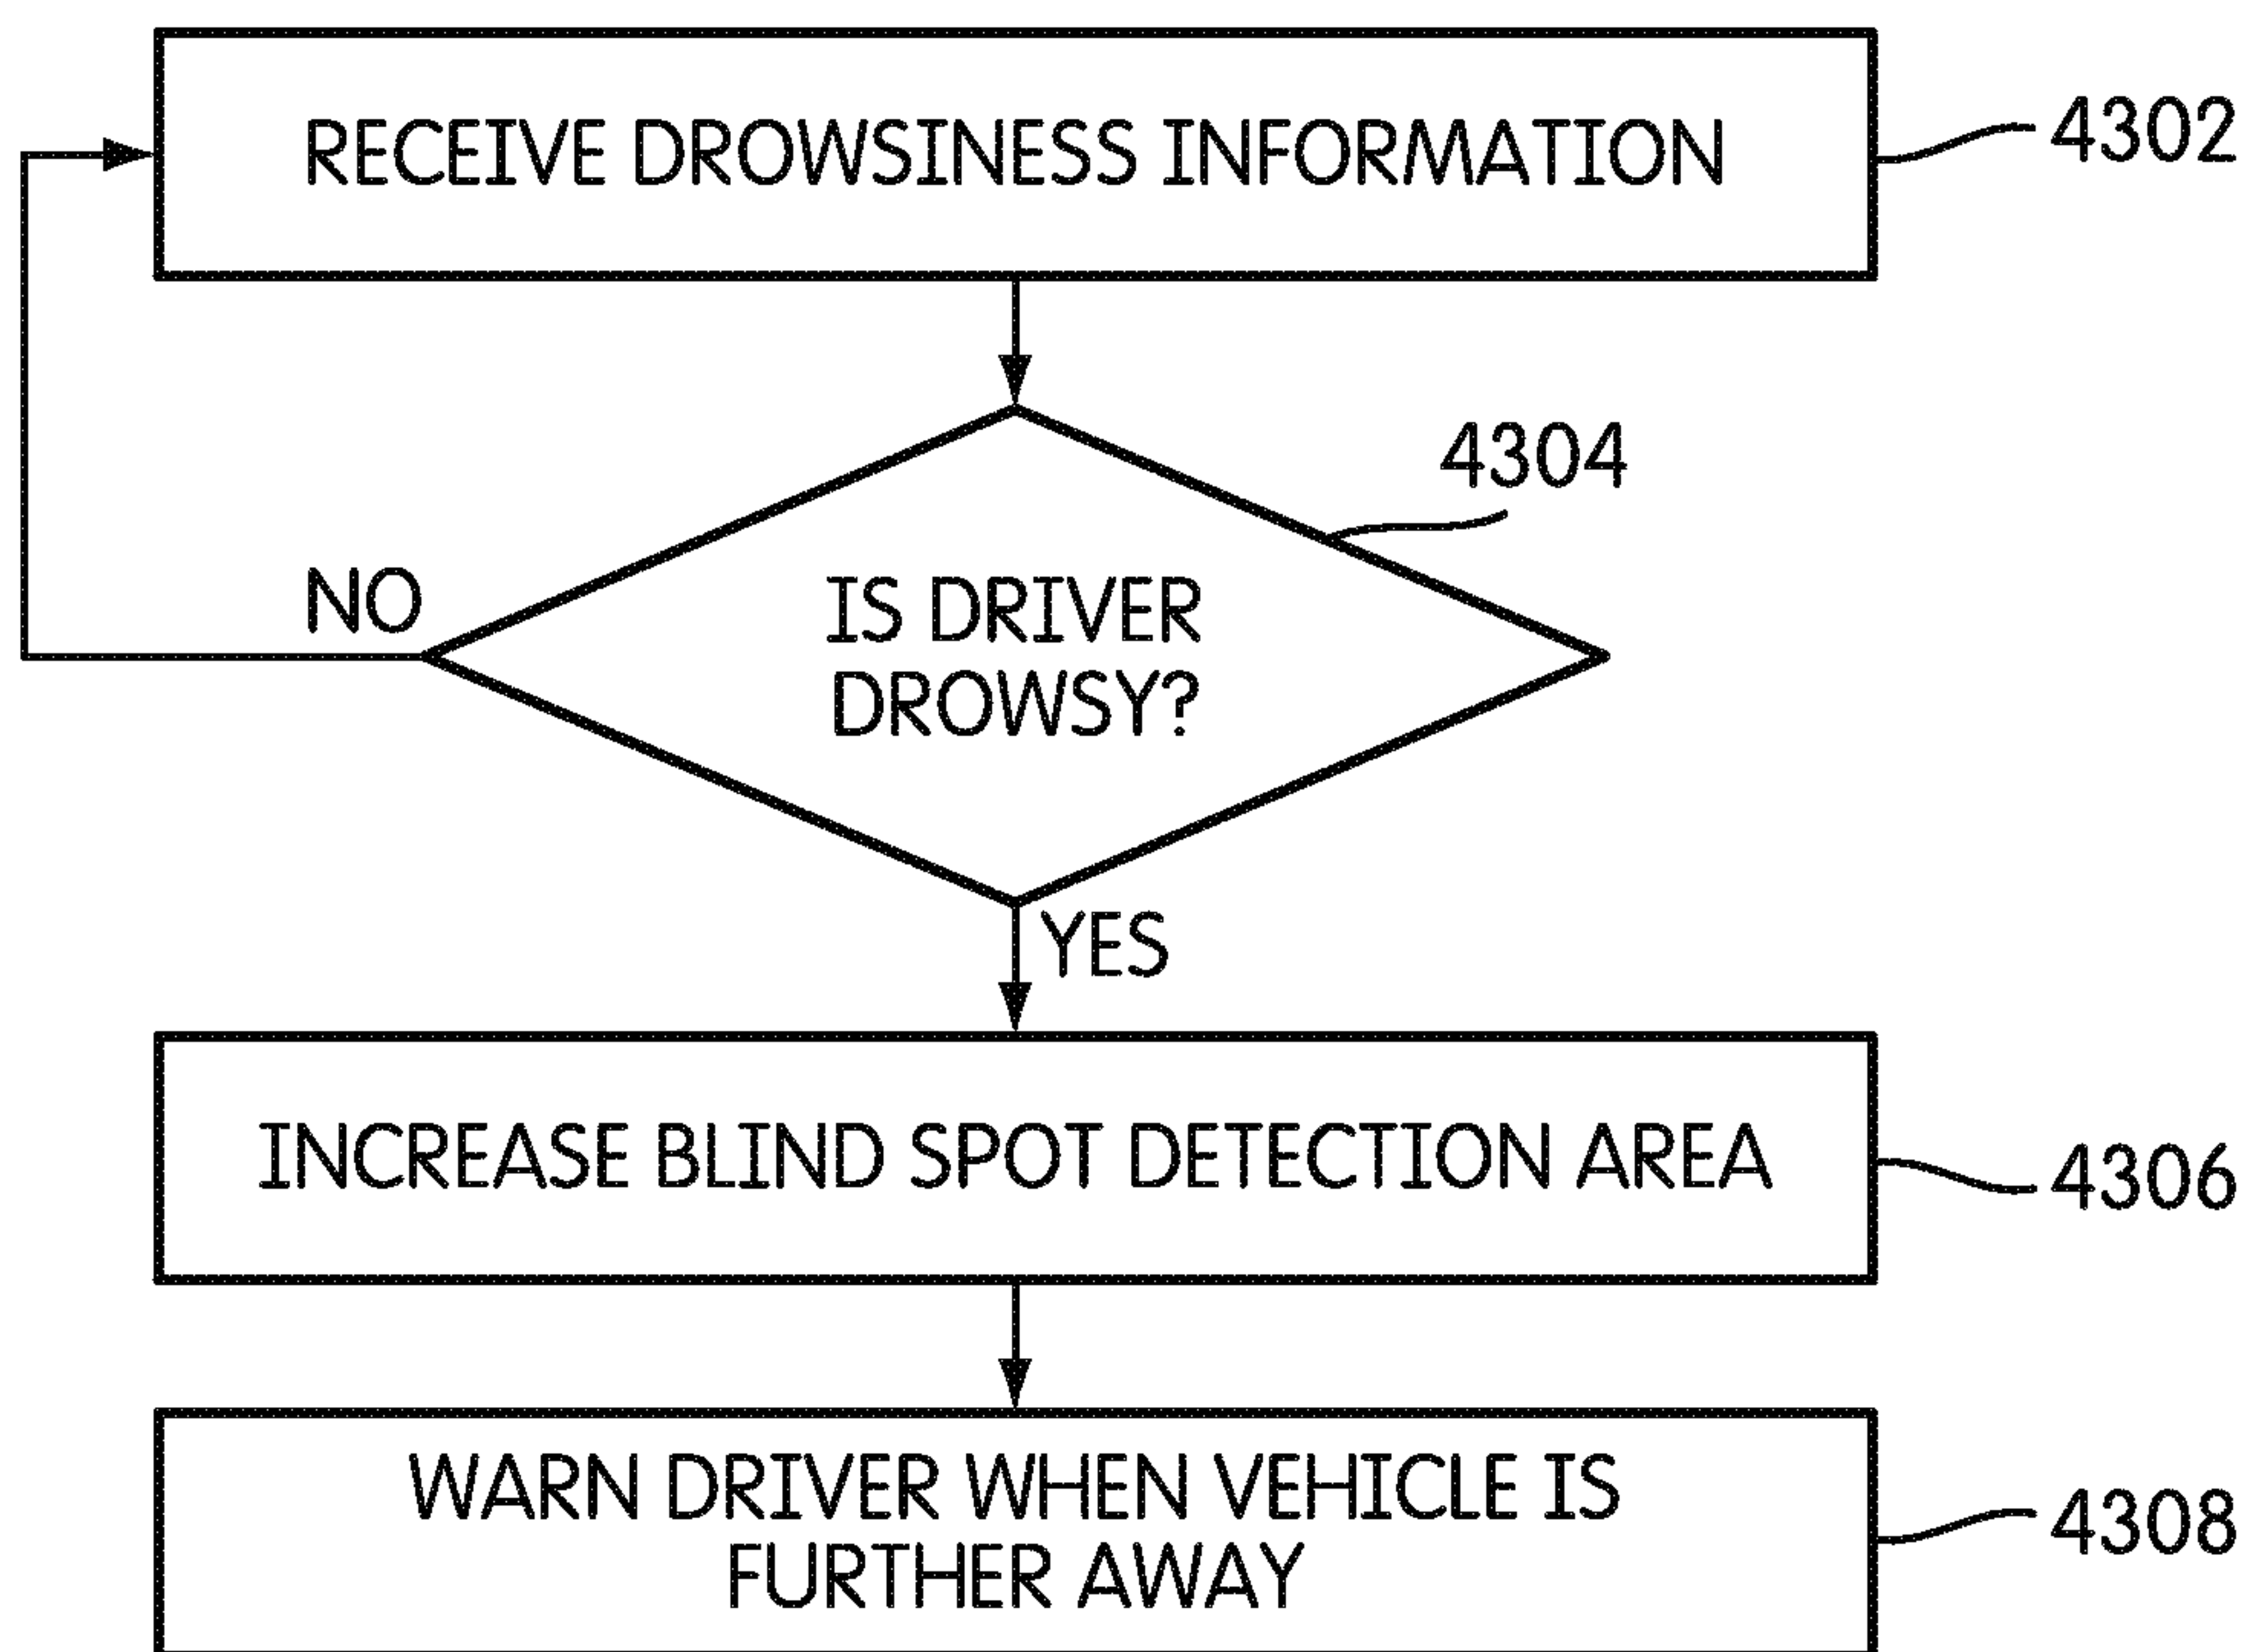 RECEIVE DROWSINESS INFORMATION
4302
4304
NO
IS DRIVER
DROWSY?
YES
INCREASE BLIND SPOT DETECTION AREA
4306
WARN DRIVER WHEN VEHICLE IS
FURTHER AWAY
4308